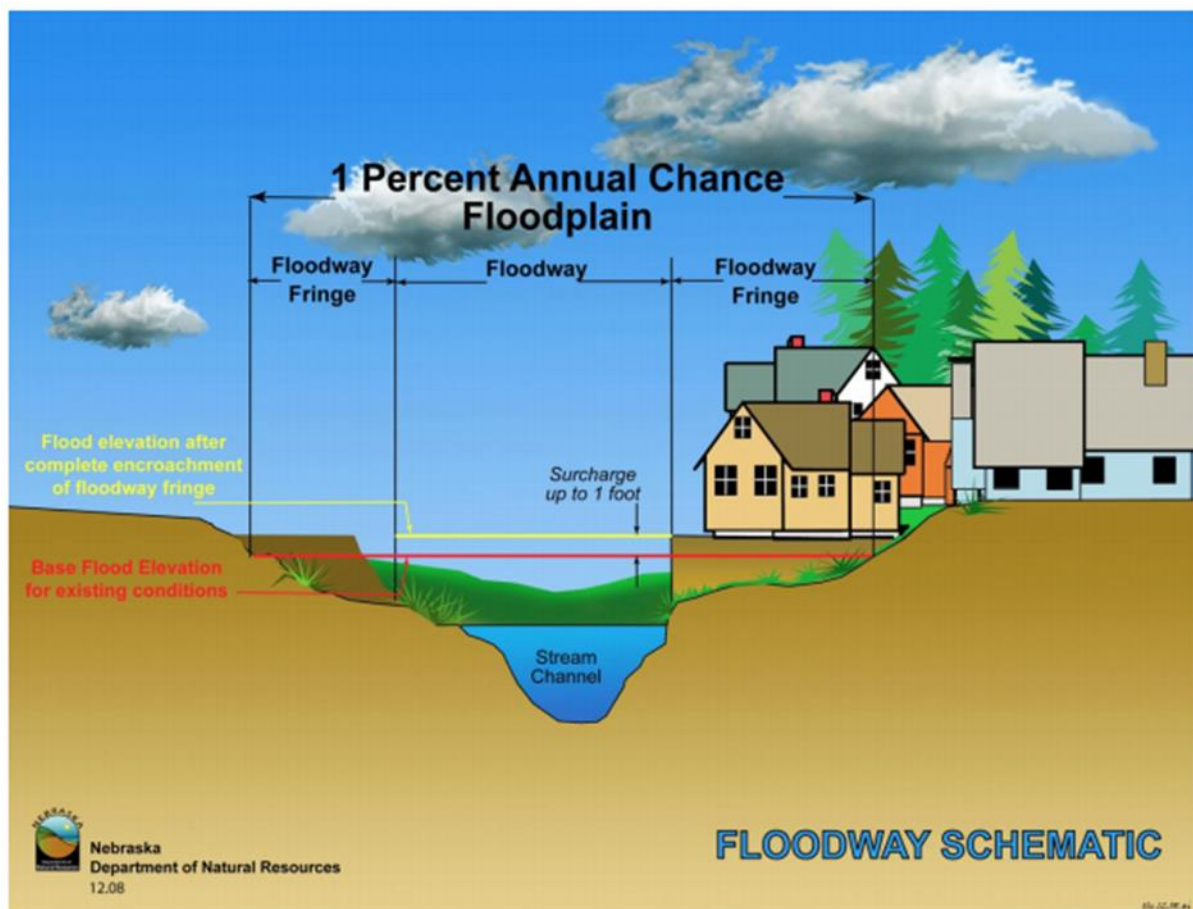 1 Percent Annual Chance
Floodplain
Floodway
Fringe
Floodway
Floodway
Fringe
Flood elevation after
complete encroachment
of floodway fringe
Surcharge
up to 1 foot
Base Flood Elevation
for existing conditions
Stream
Channel
NEBRASKA
Nebraska
Department of Natural Resources
12.08
FLOODWAY SCHEMATIC